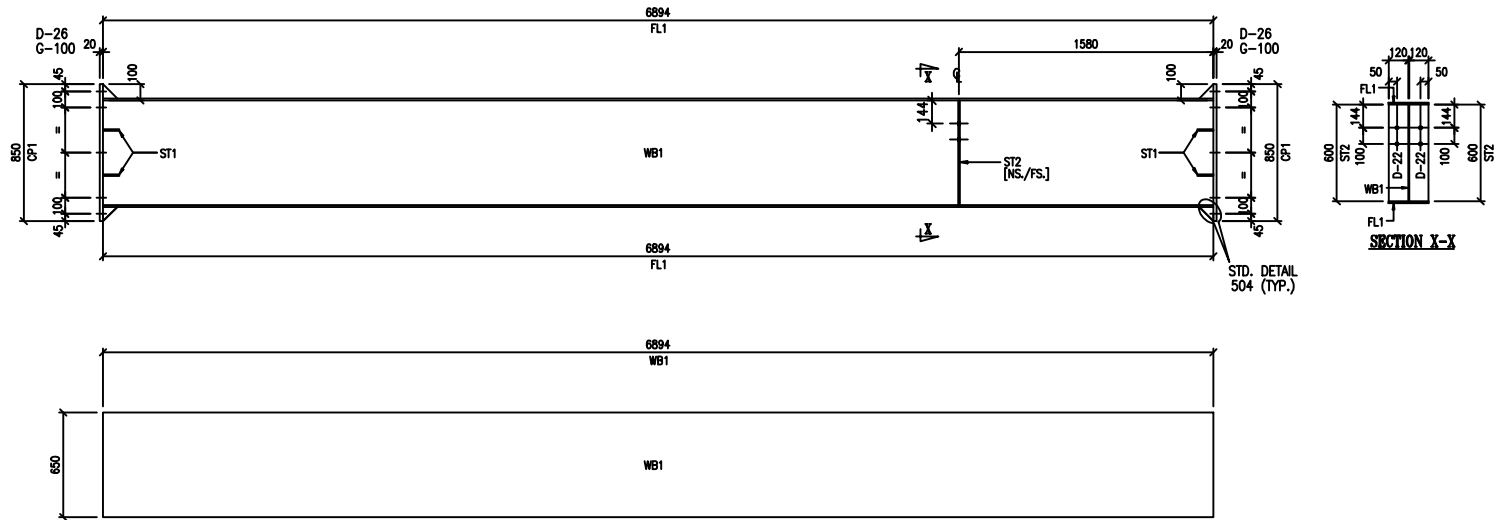 6894
FL1
D-26
G-100
20
1580
20
D-26
G-100
45
100
100
850
CP1
=
=
100
45
ST1
WB1
X
CL
144
ST2
[NS./FS.]
X
ST1
100
45
100
=
=
850
CP1
100
45
6894
FL1
STD. DETAIL
504 (TYP.)
120 120
50
50
FL1
144
144
600
ST2
100
D-22
D-22
100
600
ST2
WB1
FL1
SECTION X-X
6894
WB1
650
WB1